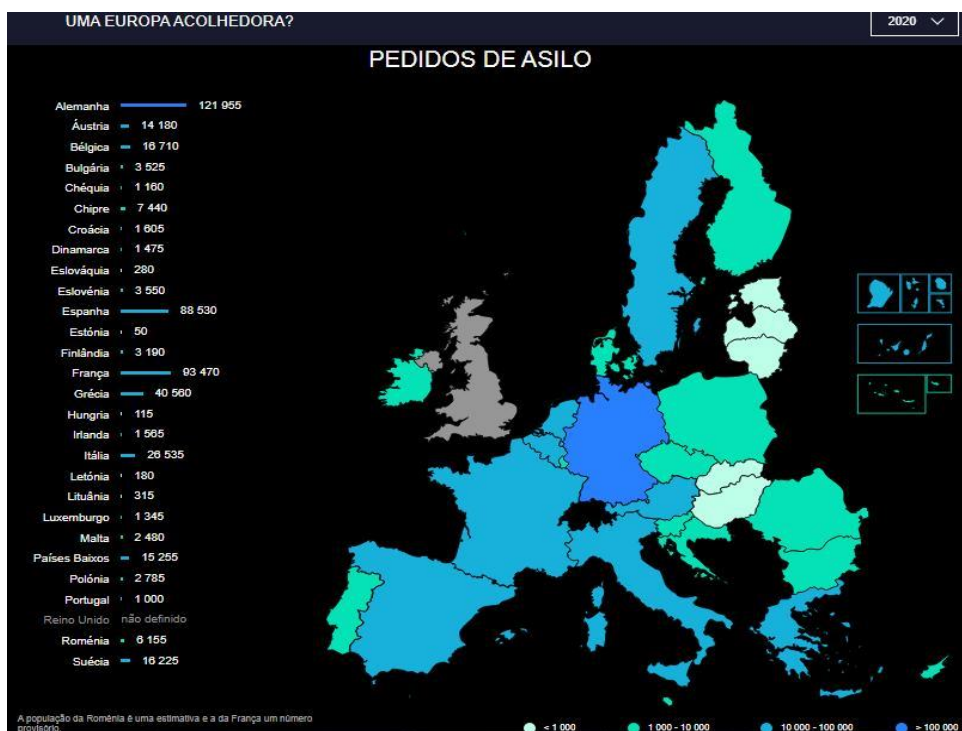 UMA EUROPA ACOLHEDORA?
2020
PEDIDOS DE ASILO
Alemanha 121 955
Áustria 14 180
Bélgica 16 710
Bulgária 3 525
Chéquia 1 160
Chipre 7 440
Croácia 1 605
Dinamarca 1 475
Eslováquia 280
Eslovénia 3 550
Espanha 88 530
Estónia 50
Finlândia 3 190
França 93 470
Grécia 40 560
Hungria 115
Irlanda 1 565
Itália 26 535
Letónia 180
Lituânia 315
Luxemburgo 1 345
Malta 2 480
Países Baixos 15 255
Polónia 2 785
Portugal 1 000
Reino Unido não definido
Roménia 6 155
Suécia 16 225
A população da Roménia é uma estimativa e a da França um número
provisório.
< 1 000 1 000 - 10 000 10 000 - 100 000 > 100 000